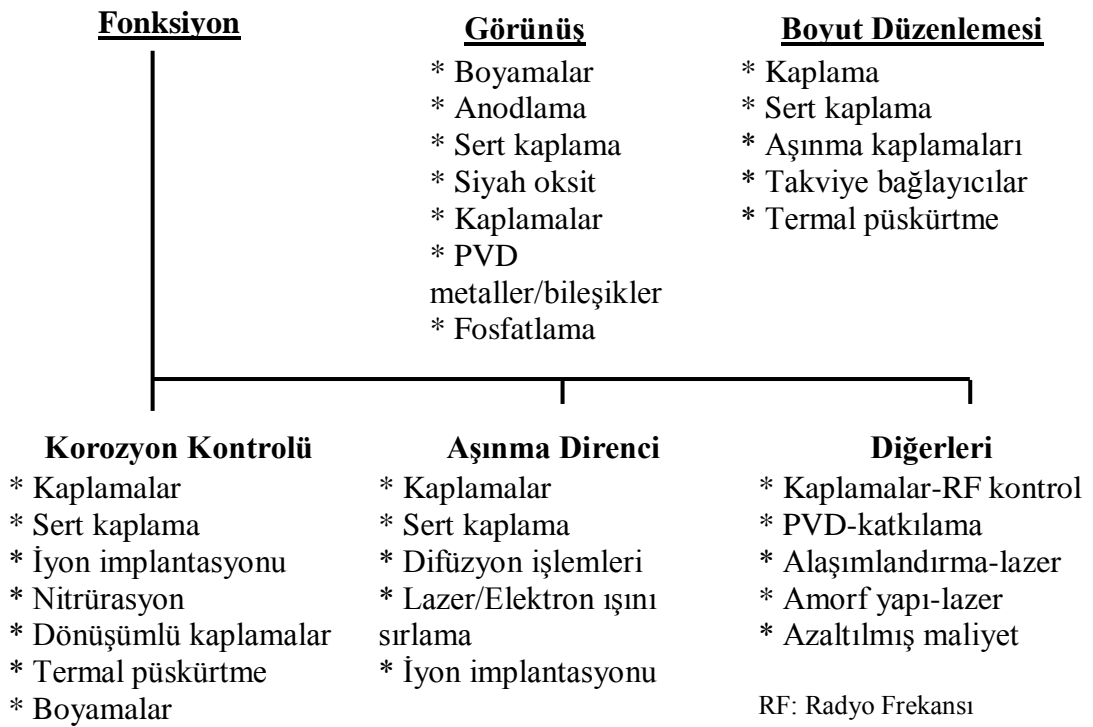 Fonksiyon
Görünüş
* Boyamalar
* Anodlama
* Sert kaplama
* Siyah oksit
* Kaplamalar
* PVD
metaller/bileşikler
* Fosfatlama
Boyut Düzenlemesi
* Kaplama
* Sert kaplama
* Aşınma kaplamaları
* Takviye bağlayıcılar
* Termal püskürtme
Korozyon Kontrolü
* Kaplamalar
* Sert kaplama
* İyon implantasyonu
* Nitrürasyon
* Dönüşümlü kaplamalar
* Termal püskürtme
* Boyamalar
Aşınma Direnci
* Kaplamalar
* Sert kaplama
* Difüzyon işlemleri
* Lazer/Elektron ışını
sırlama
* İyon implantasyonu
Diğerleri
* Kaplamalar-RF kontrol
* PVD-katkılama
* Alaşımlandırma-lazer
* Amorf yapı-lazer
* Azaltılmış maliyet
RF: Radyo Frekansı